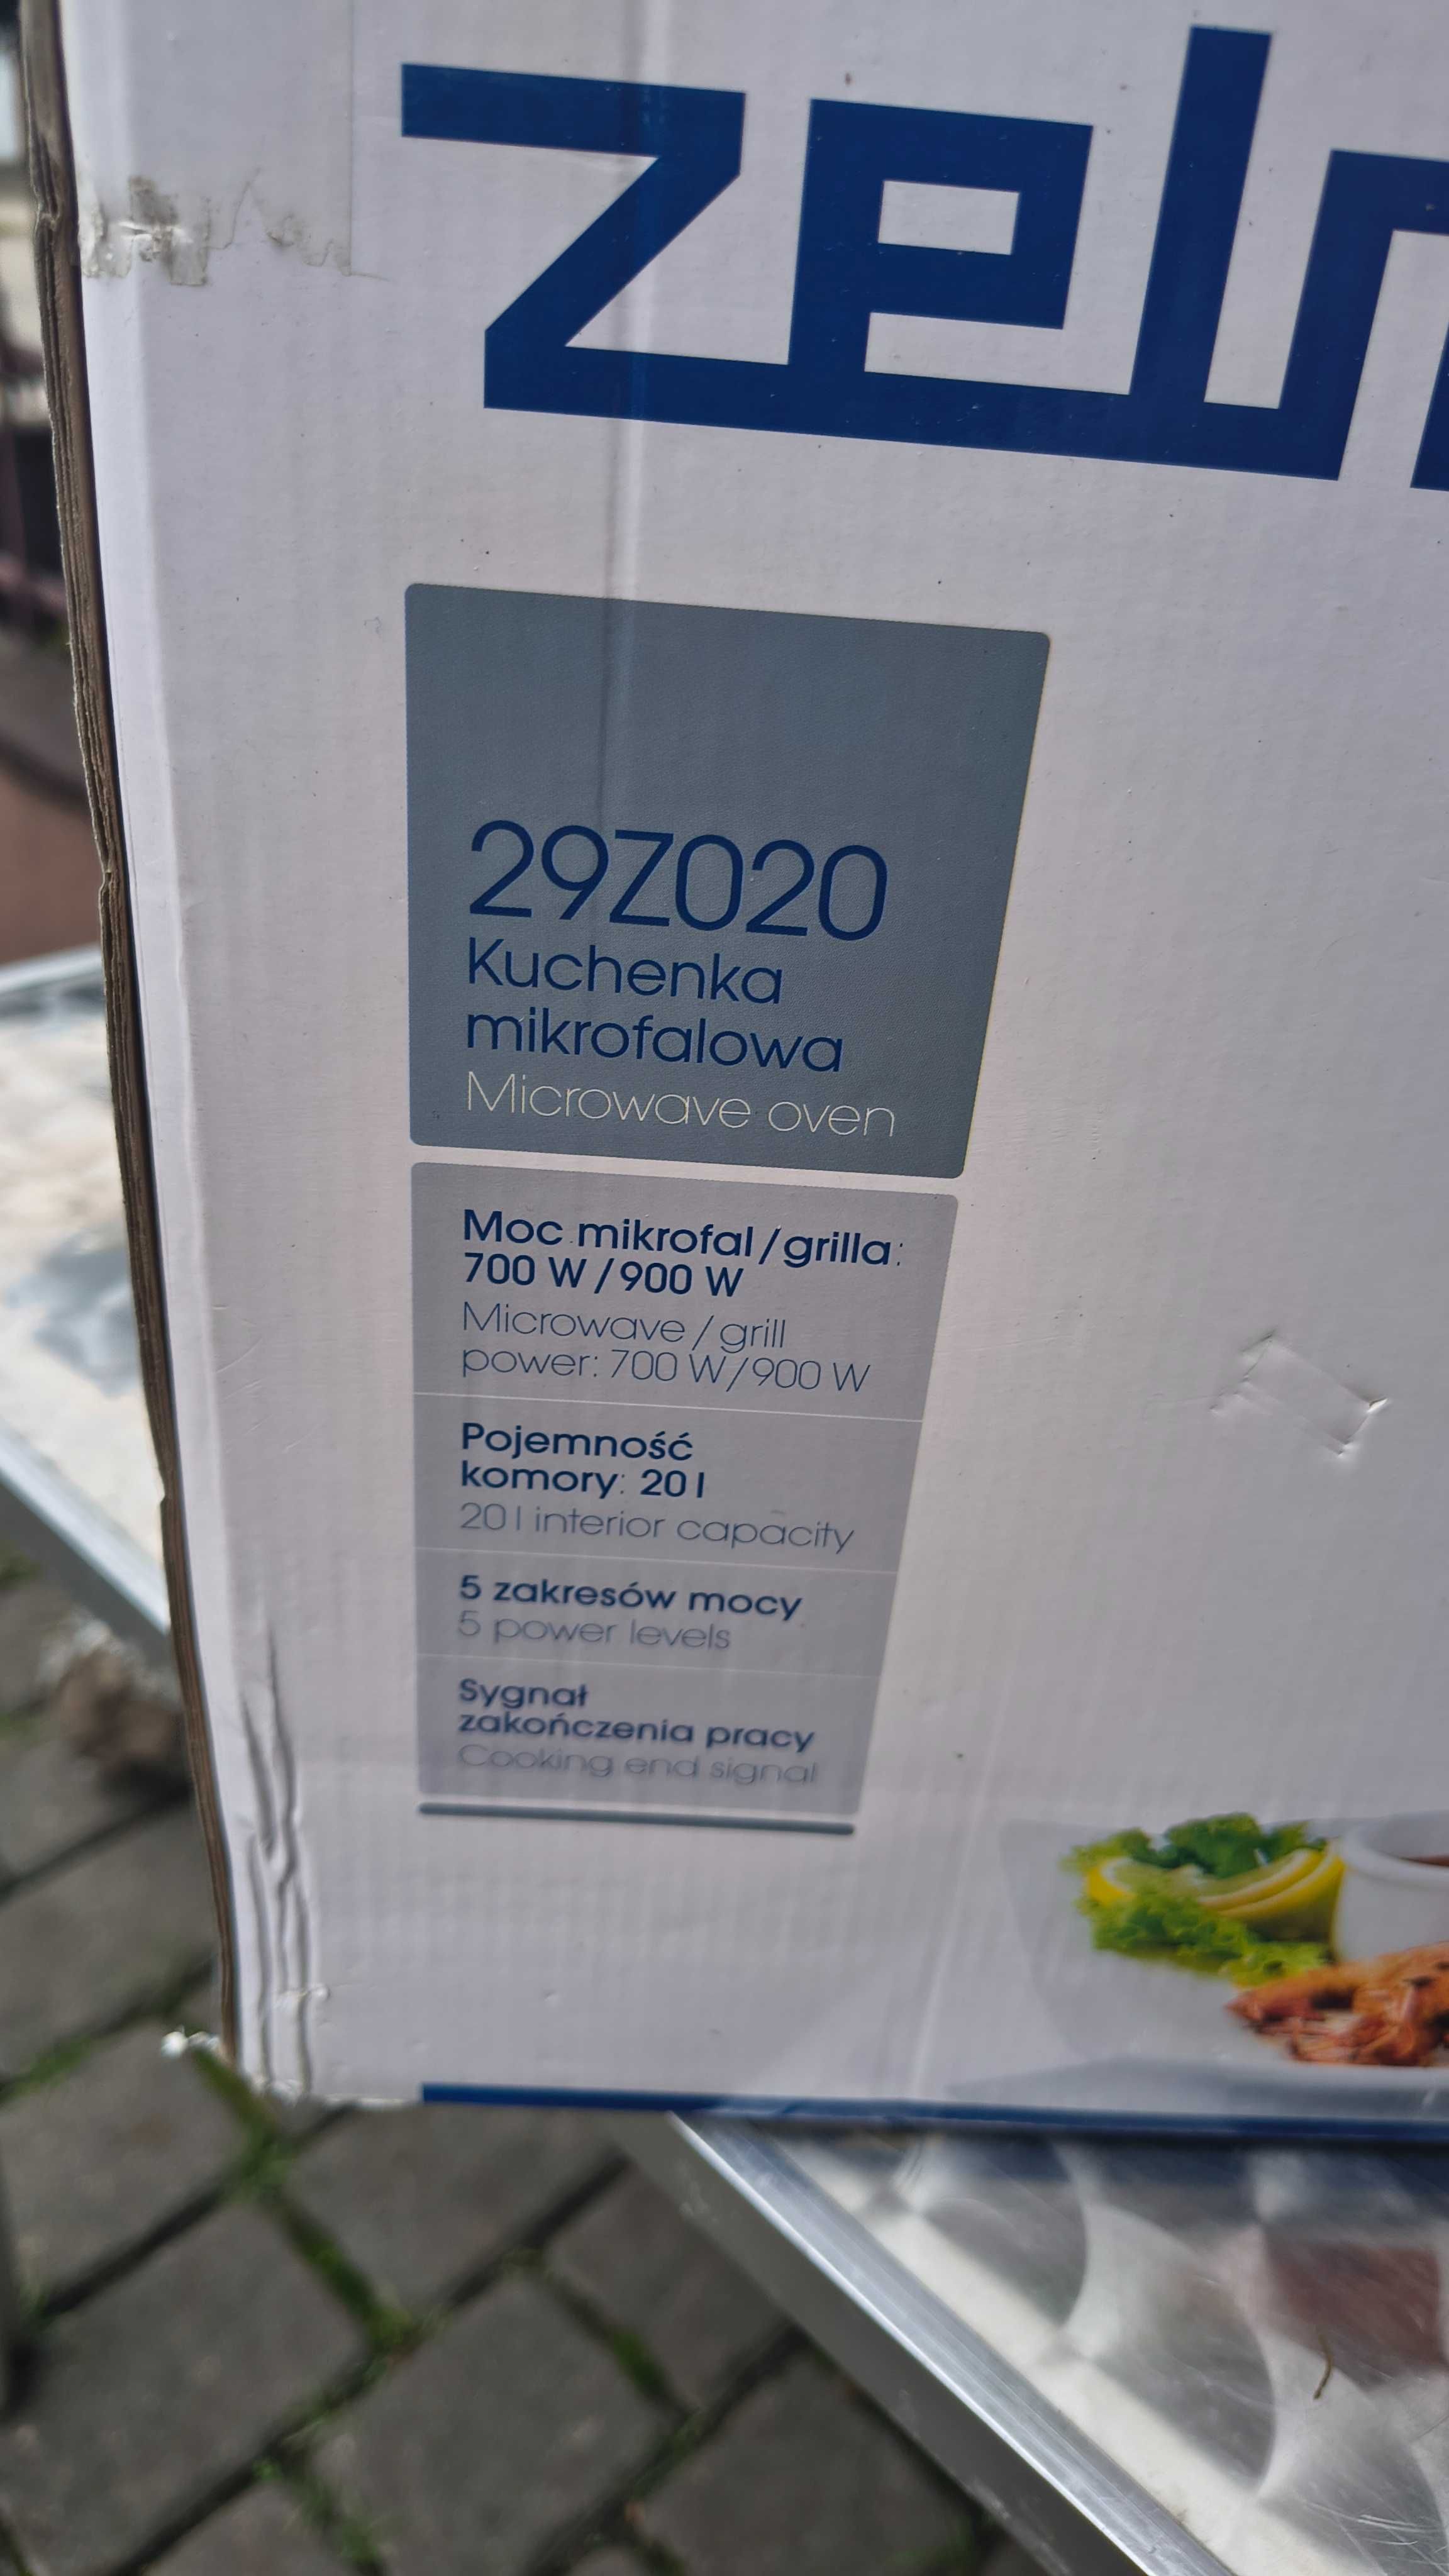 zeln
29Z020
Kuchenka
mikrofalowa
Microwave oven
Moc mikrofal/grilla:
700 W/900 W
Microwave/grill
power: 700 W/900 W
Pojemność
komory: 20 l
20 l interior capacity
5 zakresów mocy
5 power levels
Sygnał
zakończenia pracy
Cooking end signal